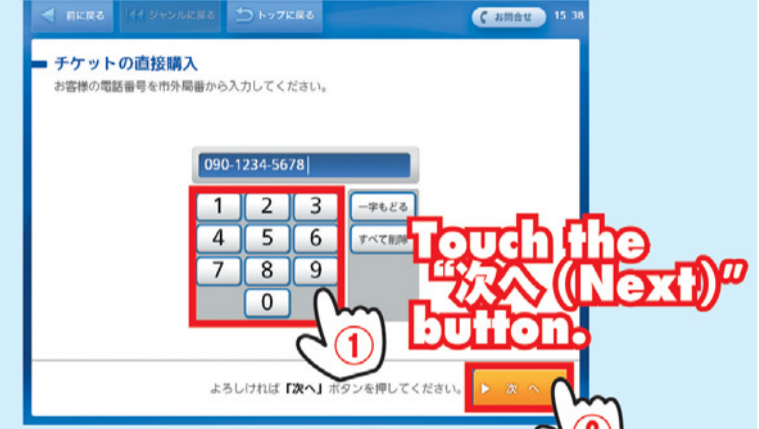 前に戻る
ジャンルに戻る
トップに戻る
お問合せ
15 38
チケットの直接購入
お客様の電話番号を市外局番から入力してください。
090-1234-5678
1 2 3
一字もどる
4 5 6
すべて削除
7 8 9
0
Touch the
“次へ (Next)”
button.
①
よろしければ「次へ」ボタンを押してください。
次 へ